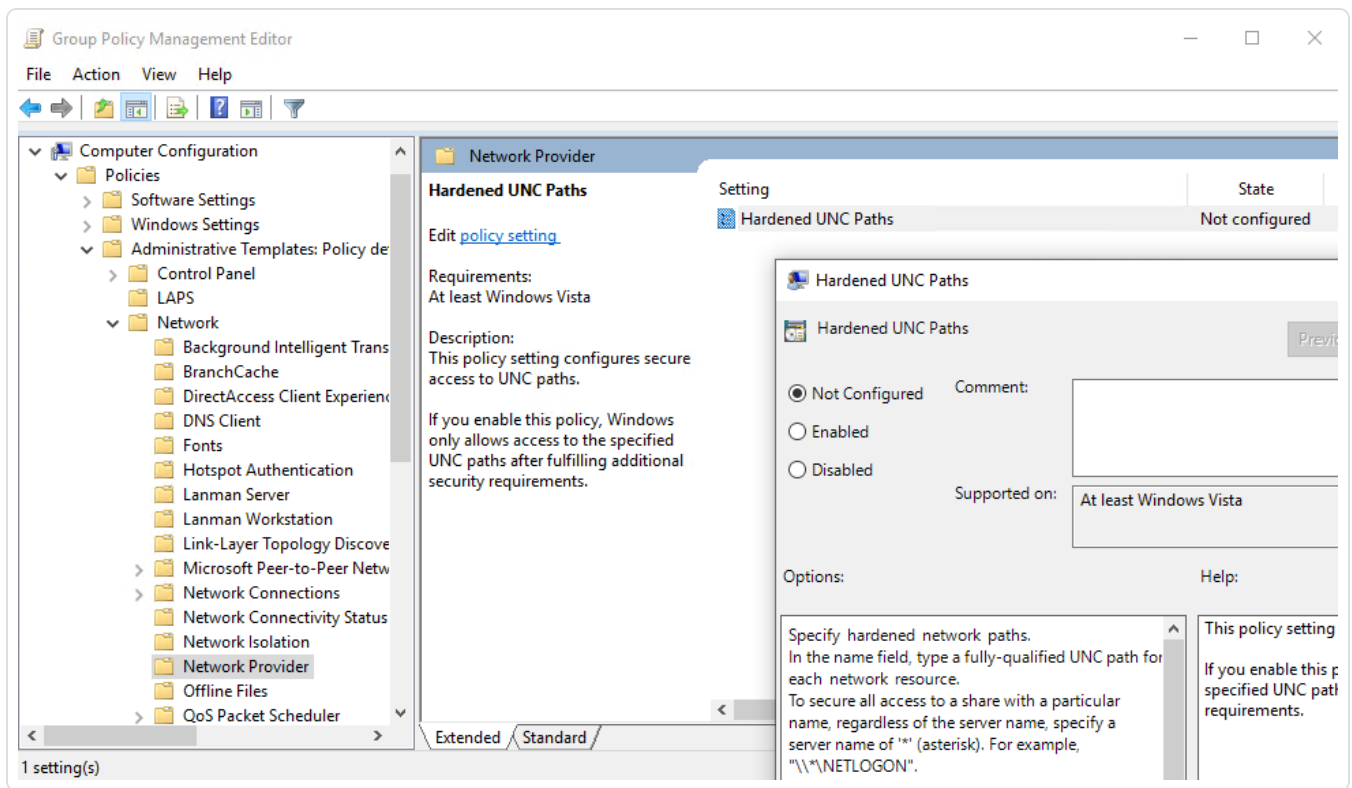 Group Policy Management Editor
File Action View Help
Computer Configuration
Policies
Software Settings
Windows Settings
Administrative Templates: Policy de
Control Panel
LAPS
Network
Background Intelligent Trans
BranchCache
DirectAccess Client Experien
DNS Client
Fonts
Hotspot Authentication
Lanman Server
Lanman Workstation
Link-Layer Topology Discove
Microsoft Peer-to-Peer Netw
Network Connections
Network Connectivity Status
Network Isolation
Network Provider
Offline Files
QoS Packet Scheduler
Network Provider
Hardened UNC Paths
Edit policy setting
Requirements:
At least Windows Vista
Description:
This policy setting configures secure
access to UNC paths.
If you enable this policy, Windows
only allows access to the specified
UNC paths after fulfilling additional
security requirements.
Setting State
Hardened UNC Paths Not configured
Hardened UNC Paths
Hardened UNC Paths
Previ
Not Configured
Enabled
Disabled
Comment:
Supported on:
At least Windows Vista
Options:
Help:
Specify hardened network paths.
In the name field, type a fully-qualified UNC path for
each network resource.
To secure all access to a share with a particular
name, regardless of the server name, specify a
server name of '*' (asterisk). For example,
"\\*\NETLOGON".
This policy setting
If you enable this p
specified UNC path
requirements.
Extended Standard
1 setting(s)